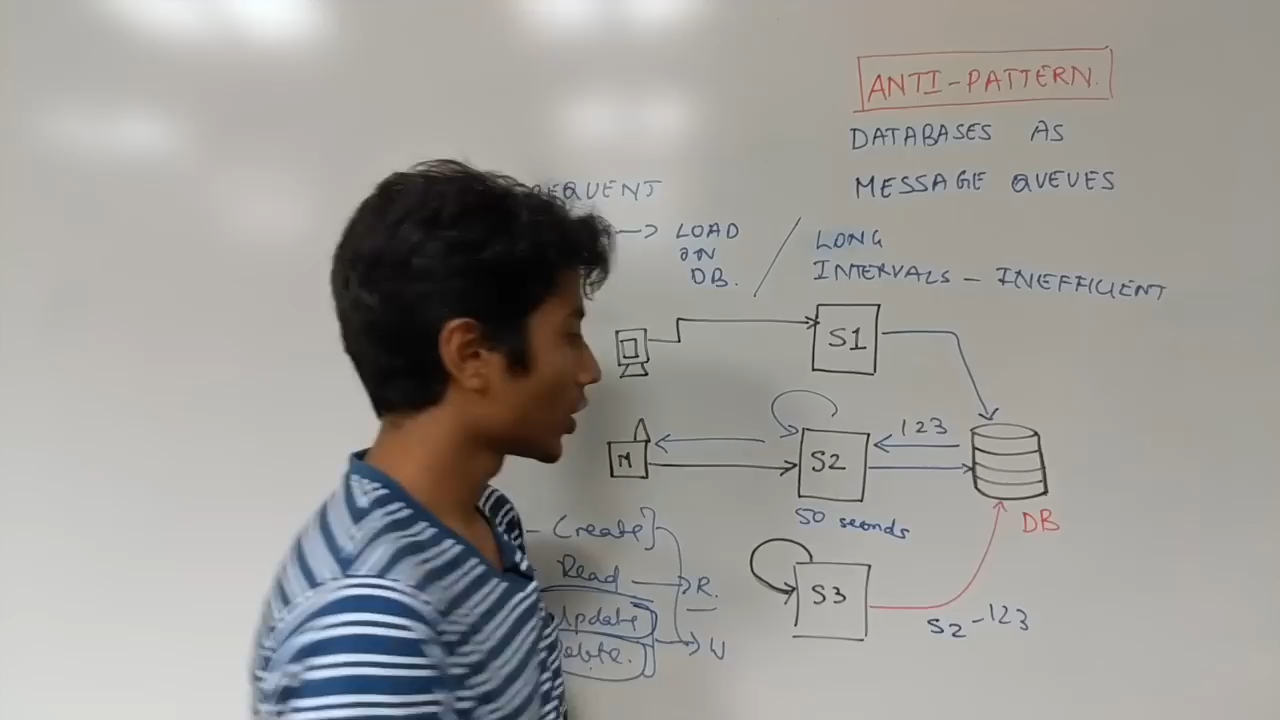 ANTI-PATTERN.
DATABASES AS
MESSAGE QUEUES
→ LOAD
ON
DB.
/ LONG
INTERVALS - INEFFICIENT
S1
123
M
S2
DB
50 seconds
- Create
Read
R.
S3
S2-123
W